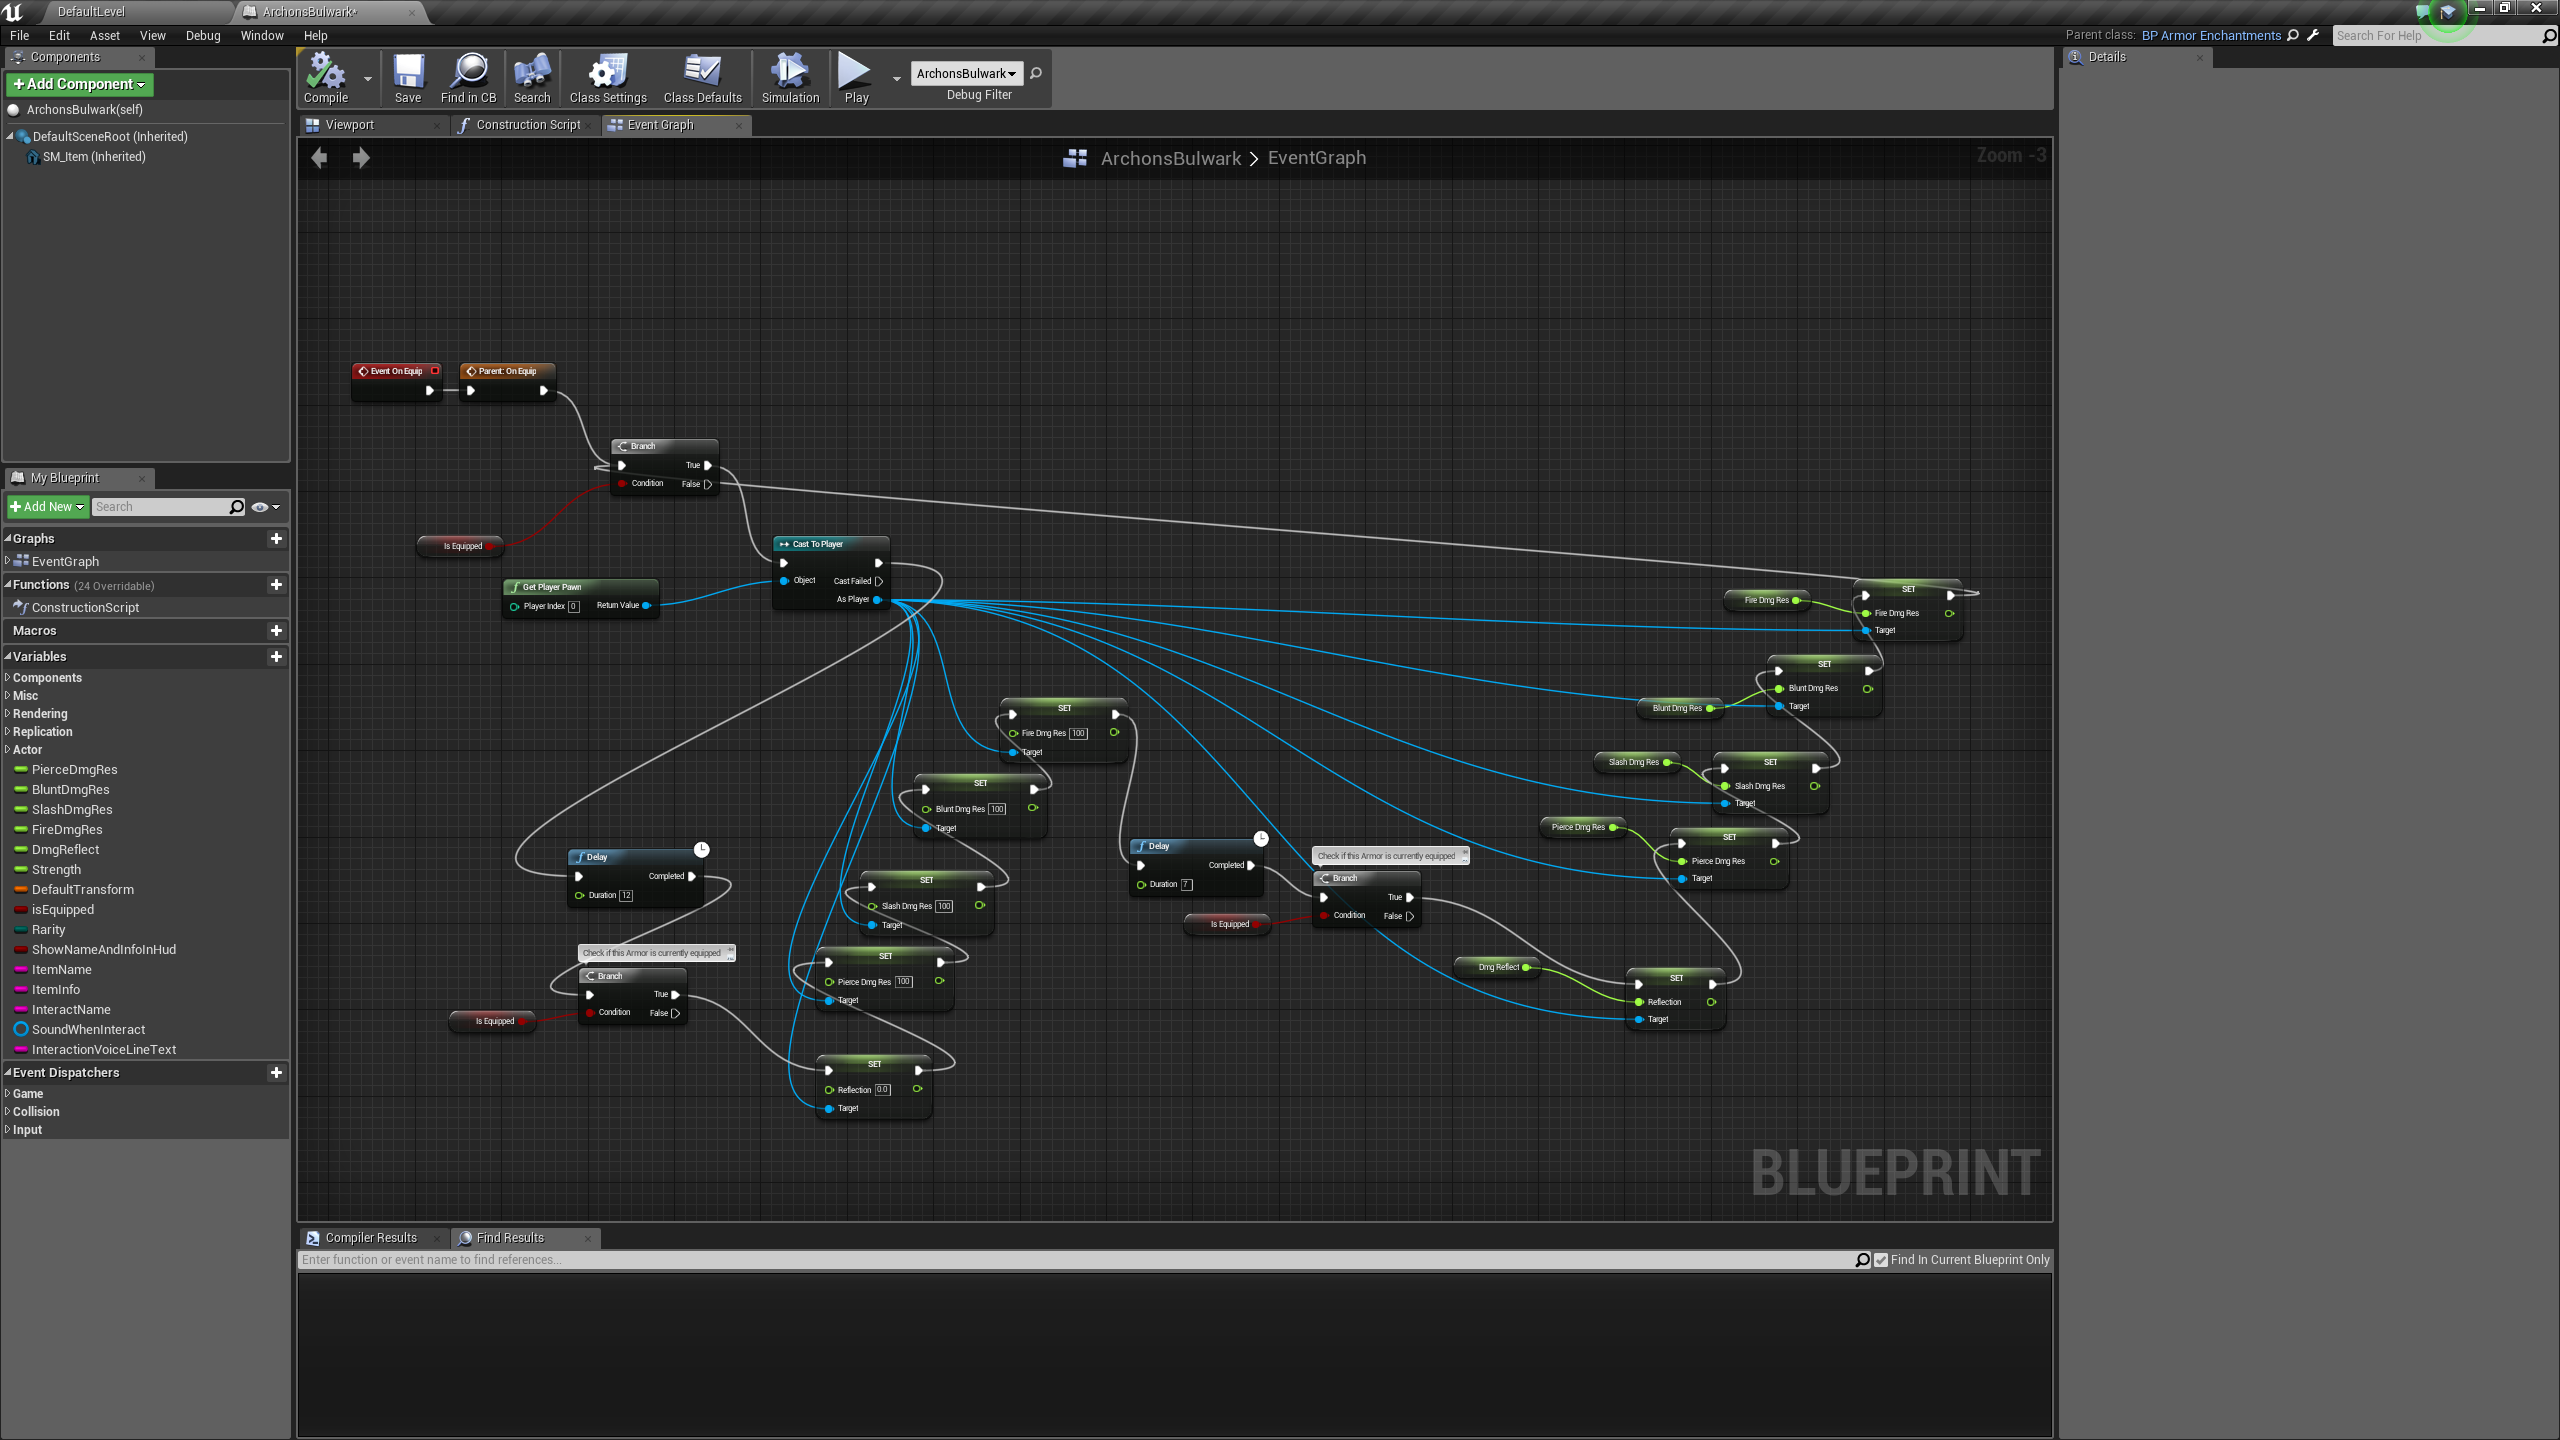 DefaultLevel
ArchonsBulwark*
File Edit Asset View Debug Window Help
Parent class: BP Armor Enchantments
Search For Help
Components
+Add Component
ArchonsBulwark(self)
DefaultSceneRoot (Inherited)
SM_Item (Inherited)
Compile
Save
Find in CB
Search
Class Settings
Class Defaults
Simulation
Play
ArchonsBulwark
Debug Filter
Details
Viewport
Construction Script
Event Graph
ArchonsBulwark > EventGraph
Zoom -3
My Blueprint
+Add New
Search
Graphs
EventGraph
Functions (24 Overridable)
ConstructionScript
Macros
Variables
Components
Misc
Rendering
Replication
Actor
PierceDmgRes
BluntDmgRes
SlashDmgRes
FireDmgRes
DmgReflect
Strength
DefaultTransform
isEquipped
Rarity
ShowNameAndInfoInHud
ItemName
ItemInfo
InteractName
SoundWhenInteract
InteractionVoiceLineText
Event Dispatchers
Game
Collision
Input
Event On Equip
Parent: On Equip
Branch
True
Condition False
Is Equipped
Get Player Pawn
Player Index 0 Return Value
Cast To Player
Object Cast Failed
As Player
Delay
Completed
Duration 12
Check if this Armor is currently equipped
Branch
True
Condition False
Is Equipped
SET
Reflection 0.0
Target
SET
Pierce Dmg Res 100
Target
SET
Slash Dmg Res 100
Target
SET
Blunt Dmg Res 100
Target
SET
Fire Dmg Res 100
Target
Delay
Completed
Duration 7
Check if this Armor is currently equipped
Branch
True
Condition False
Is Equipped
Dmg Reflect
SET
Reflection
Target
Pierce Dmg Res
SET
Pierce Dmg Res
Target
Slash Dmg Res
SET
Slash Dmg Res
Target
Blunt Dmg Res
SET
Blunt Dmg Res
Target
Fire Dmg Res
SET
Fire Dmg Res
Target
BLUEPRINT
Compiler Results
Find Results
Enter function or event name to find references...
Find In Current Blueprint Only